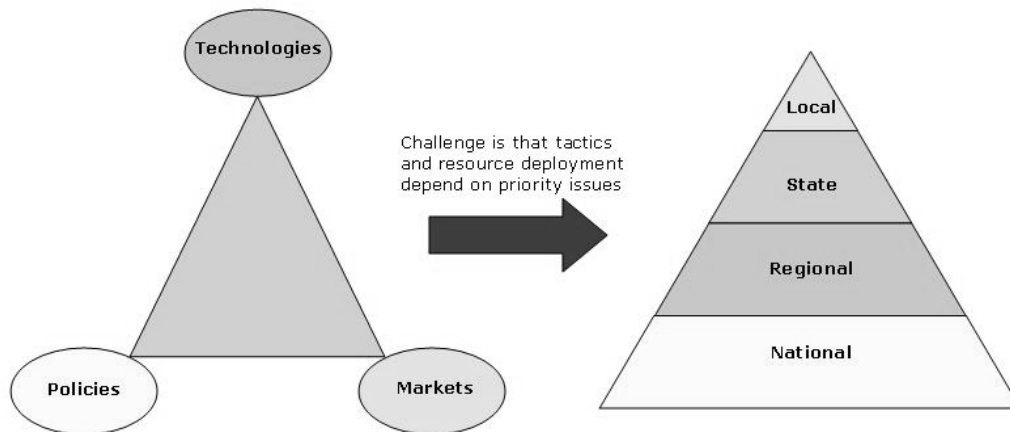 Technologies
Policies
Markets
Challenge is that tactics
and resource deployment
depend on priority issues
Local
State
Regional
National